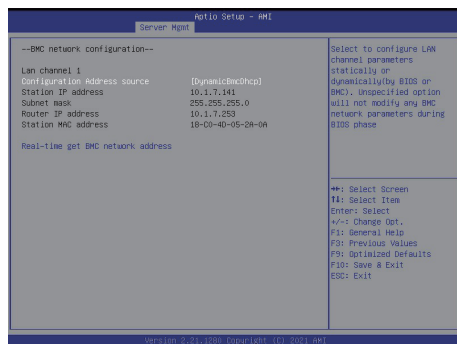 Aptio Setup - AMI
Server Mgmt
--BMC network configuration--
Lan channel 1
Configuration Address source [DynamicBmcDhcp]
Station IP address 10.1.7.141
Subnet mask 255.255.255.0
Router IP address 10.1.7.253
Station MAC address 18-C0-4D-05-2A-0A
Real-time get BMC network address
Select to configure LAN
channel parameters
statically or
dynamically(by BIOS or
BMC). Unspecified option
will not modify any BMC
network parameters during
BIOS phase
→←: Select Screen
↑↓: Select Item
Enter: Select
+/-: Change Opt.
F1: General Help
F3: Previous Values
F9: Optimized Defaults
F10: Save & Exit
ESC: Exit
Version 2.21.1280 Copyright (C) 2021 AMI